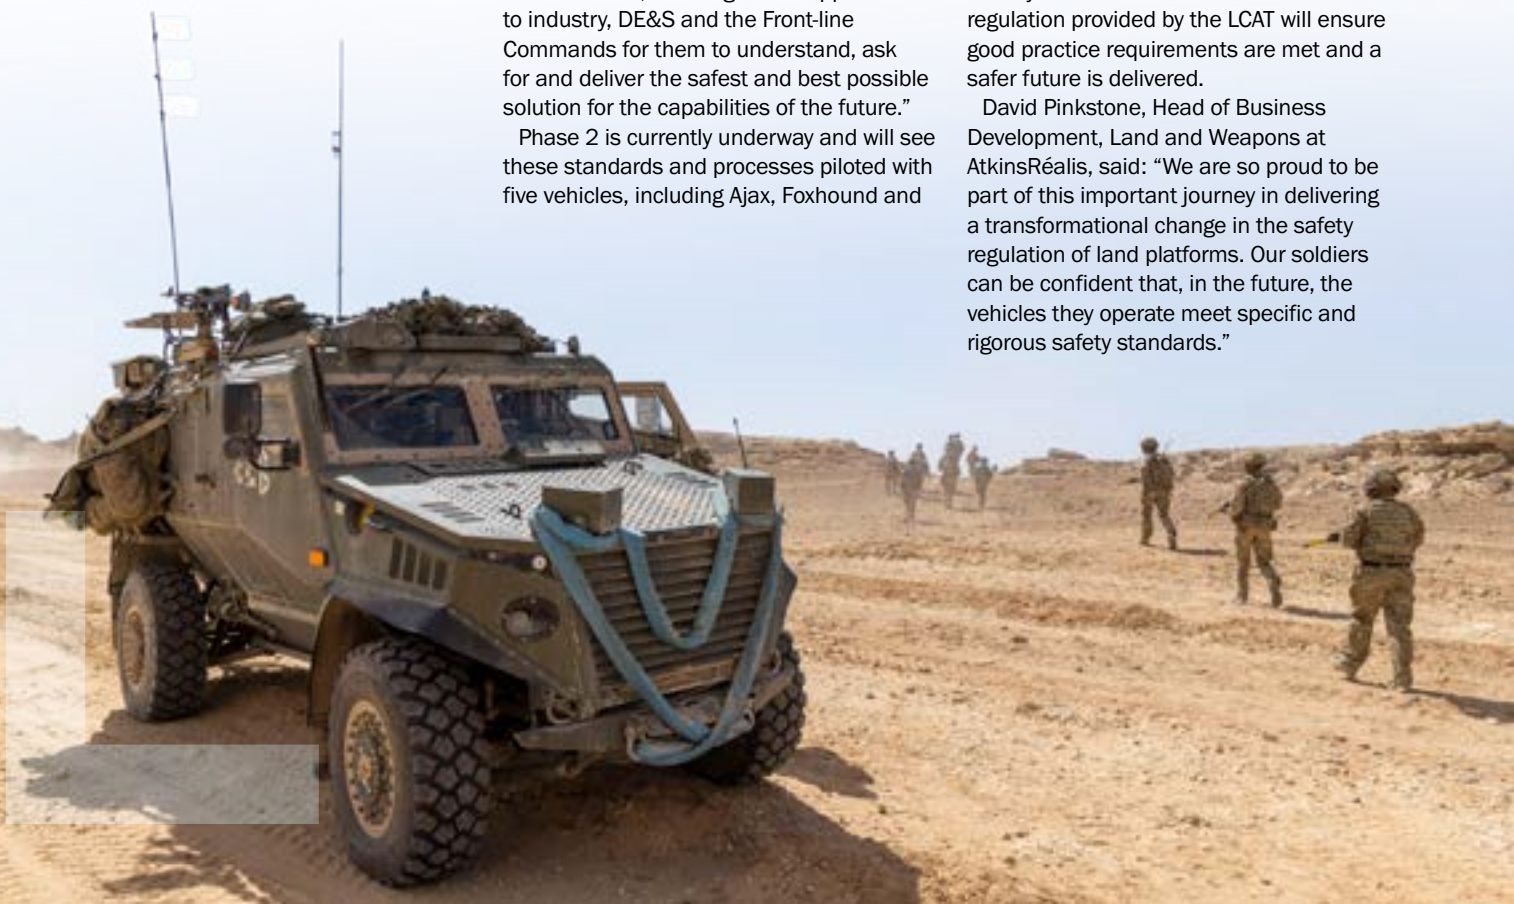 to industry, DE&S and the Front-line
Commands for them to understand, ask
for and deliver the safest and best possible
solution for the capabilities of the future.”
Phase 2 is currently underway and will see
these standards and processes piloted with
five vehicles, including Ajax, Foxhound and
regulation provided by the LCAT will ensure
good practice requirements are met and a
safer future is delivered.
David Pinkstone, Head of Business
Development, Land and Weapons at
AtkinsRéalis, said: “We are so proud to be
part of this important journey in delivering
a transformational change in the safety
regulation of land platforms. Our soldiers
can be confident that, in the future, the
vehicles they operate meet specific and
rigorous safety standards.”